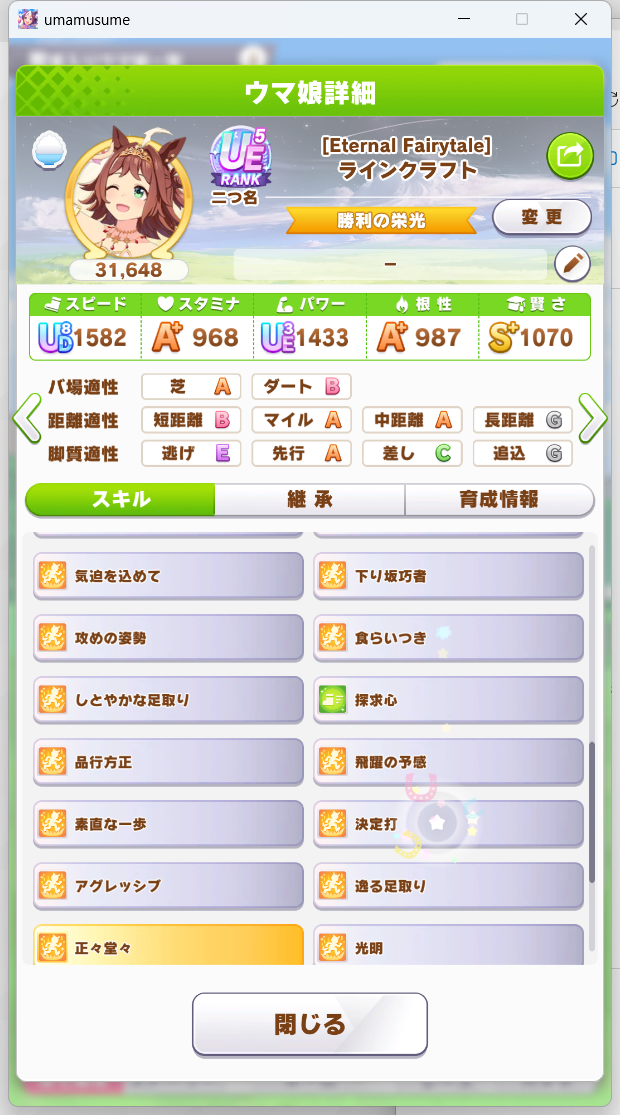 umamusume
ウマ娘詳細
UE5
RANK
[Eternal Fairytale]
ラインクラフト
二つ名
勝利の栄光
変更
31,648
–
スピード スタミナ パワー 根性 賢さ
UD8 1582 A+ 968 UE3 1433 A+ 987 S+ 1070
バ場適性 芝 A ダート B
距離適性 短距離 B マイル A 中距離 A 長距離 G
脚質適性 逃げ E 先行 A 差し C 追込 G
スキル 継承 育成情報
気迫を込めて 下り坂巧者
攻めの姿勢 食らいつき
しとやかな足取り 探求心
品行方正 飛躍の予感
素直な一歩 決定打
アグレッシブ 逸る足取り
正々堂々 光明
閉じる